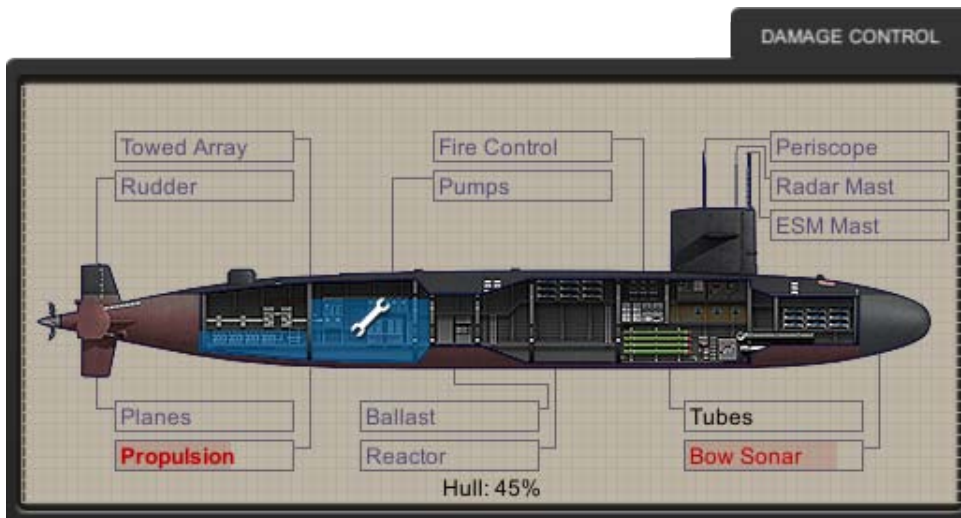 DAMAGE CONTROL
Towed Array
Fire Control
Periscope
Rudder
Pumps
Radar Mast
ESM Mast
Planes
Ballast
Tubes
Propulsion
Reactor
Bow Sonar
Hull: 45%